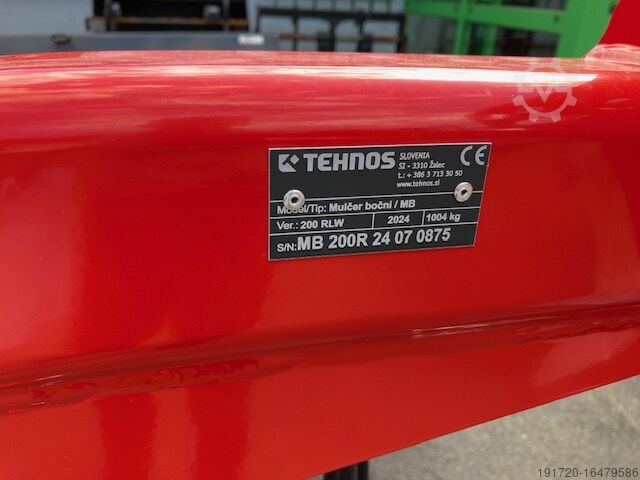 TEHNOS
SLOVENIA
SI - 3310 Žalec
t.: + 386 3 713 30 50
www.tehnos.si
CE
Model/Tip: Mulčer bočni / MB
Ver.: 200 RLW 2024 1004 kg
S/N: MB 200R 24 07 0875
191720-16479586